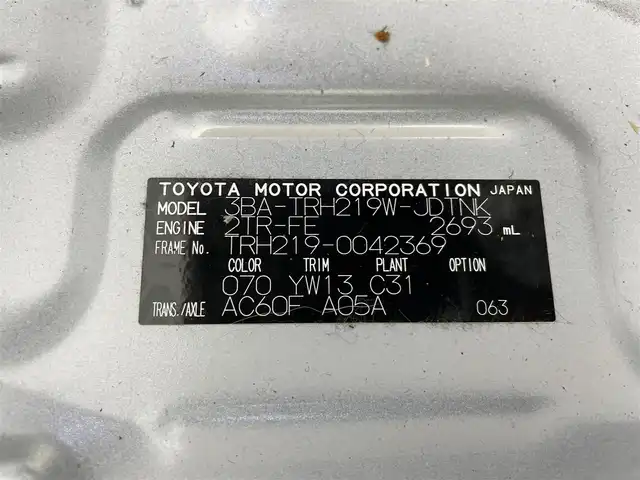 TOYOTA MOTOR CORPORATION JAPAN
MODEL 3BA-TRH219W-JDTNK
ENGINE 2TR-FE 2693 mL
FRAME No. TRH219-0042369
COLOR TRIM PLANT OPTION
070 YW13 C31
TRANS./AXLE AC60F A05A 063